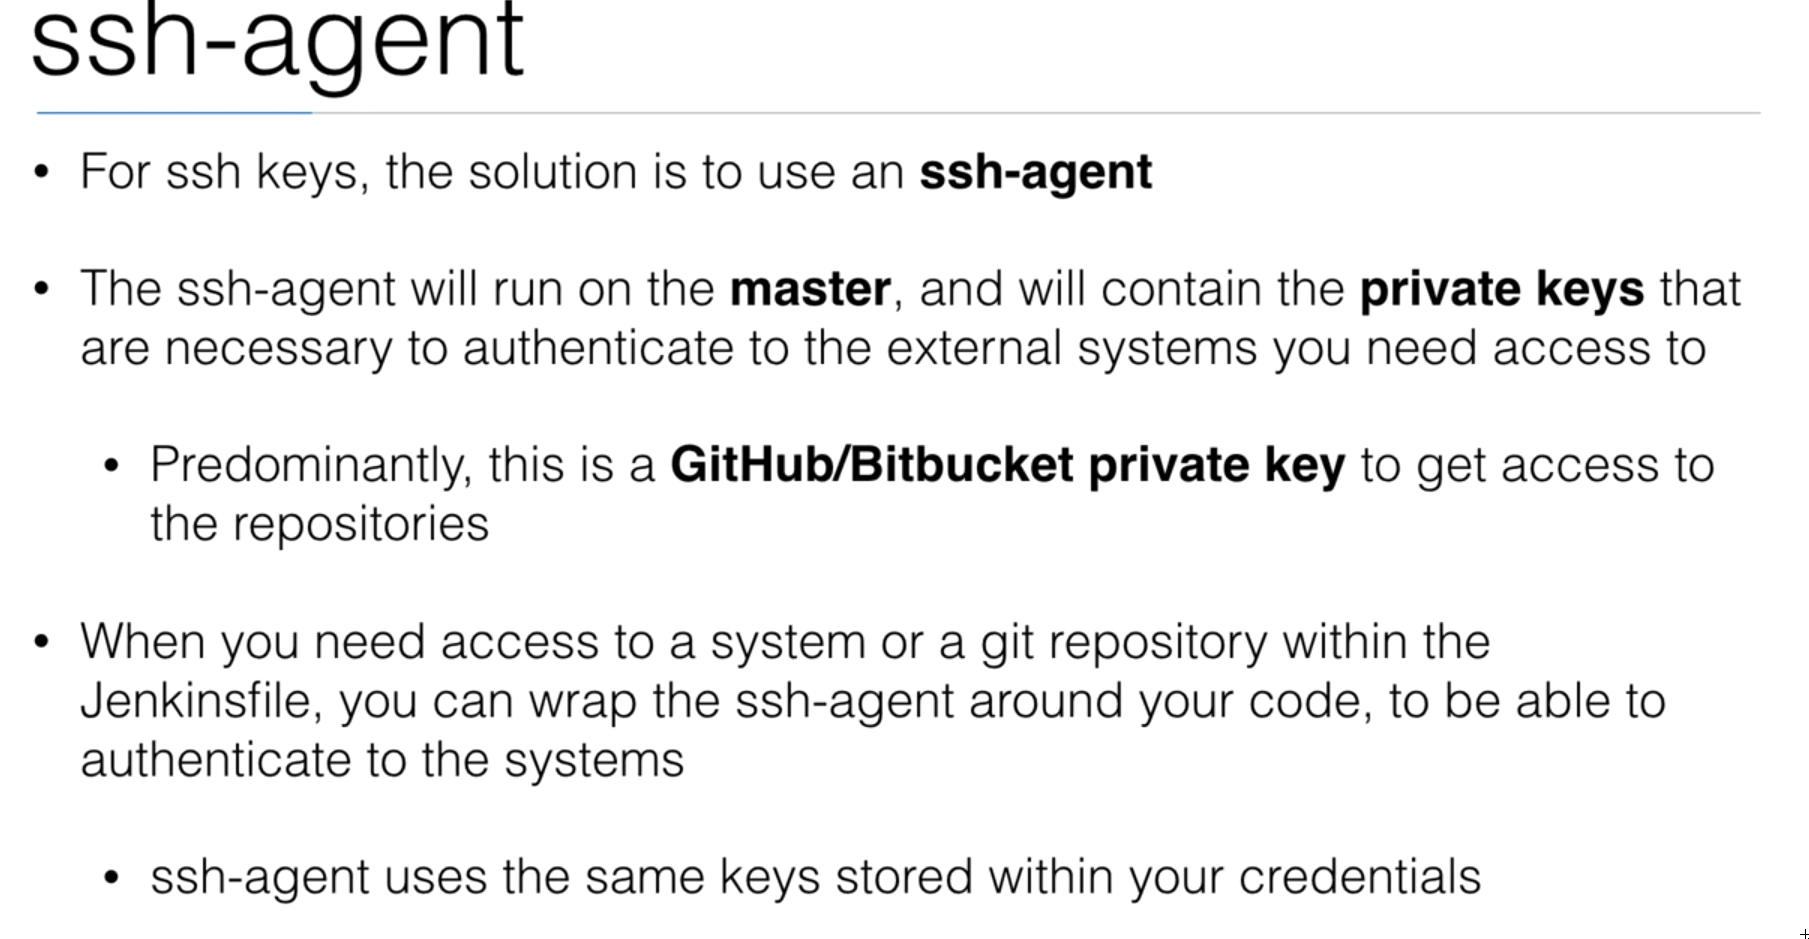 ssh-agent
• For ssh keys, the solution is to use an ssh-agent
• The ssh-agent will run on the master, and will contain the private keys that
are necessary to authenticate to the external systems you need access to
• Predominantly, this is a GitHub/Bitbucket private key to get access to
the repositories
• When you need access to a system or a git repository within the
Jenkinsfile, you can wrap the ssh-agent around your code, to be able to
authenticate to the systems
• ssh-agent uses the same keys stored within your credentials